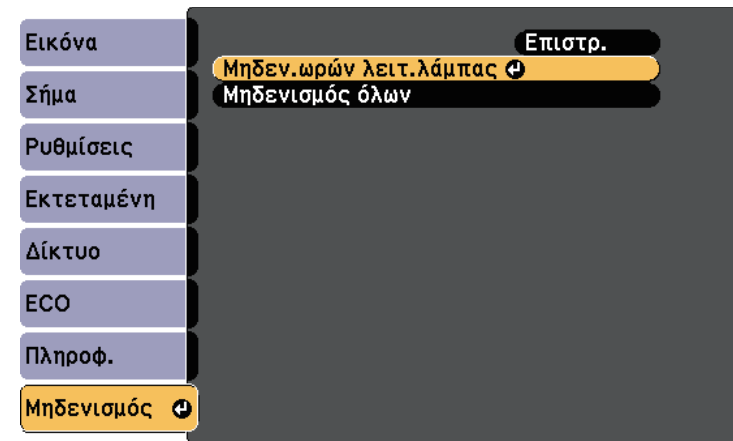 Εικόνα
Σήμα
Ρυθμίσεις
Εκτεταμένη
Δίκτυο
ECO
Πληροφ.
Μηδενισμός
Επιστρ.
Μηδεν.ωρών λειτ.λάμπας
Μηδενισμός όλων